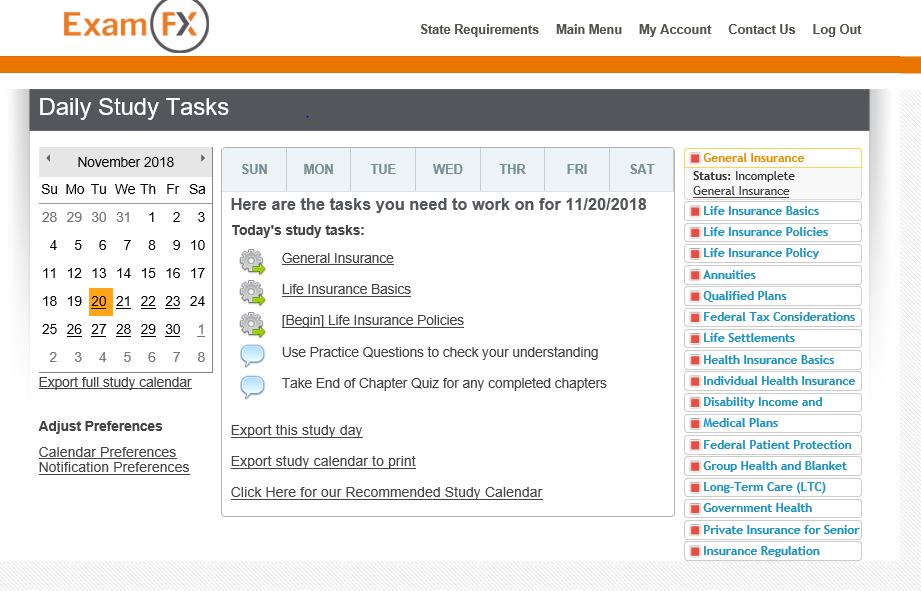 Exam FX
State Requirements Main Menu My Account Contact Us Log Out
Daily Study Tasks
November 2018
Su Mo Tu We Th Fr Sa
28 29 30 31 1 2 3
4 5 6 7 8 9 10
11 12 13 14 15 16 17
18 19 20 21 22 23 24
25 26 27 28 29 30 1
2 3 4 5 6 7 8
Export full study calendar
Adjust Preferences
Calendar Preferences
Notification Preferences
SUN MON TUE WED THR FRI SAT
Here are the tasks you need to work on for 11/20/2018
Today's study tasks:
General Insurance
Life Insurance Basics
[Begin] Life Insurance Policies
Use Practice Questions to check your understanding
Take End of Chapter Quiz for any completed chapters
Export this study day
Export study calendar to print
Click Here for our Recommended Study Calendar
General Insurance
Status: Incomplete
General Insurance
Life Insurance Basics
Life Insurance Policies
Life Insurance Policy
Annuities
Qualified Plans
Federal Tax Considerations
Life Settlements
Health Insurance Basics
Individual Health Insurance
Disability Income and
Medical Plans
Federal Patient Protection
Group Health and Blanket
Long-Term Care (LTC)
Government Health
Private Insurance for Senior
Insurance Regulation